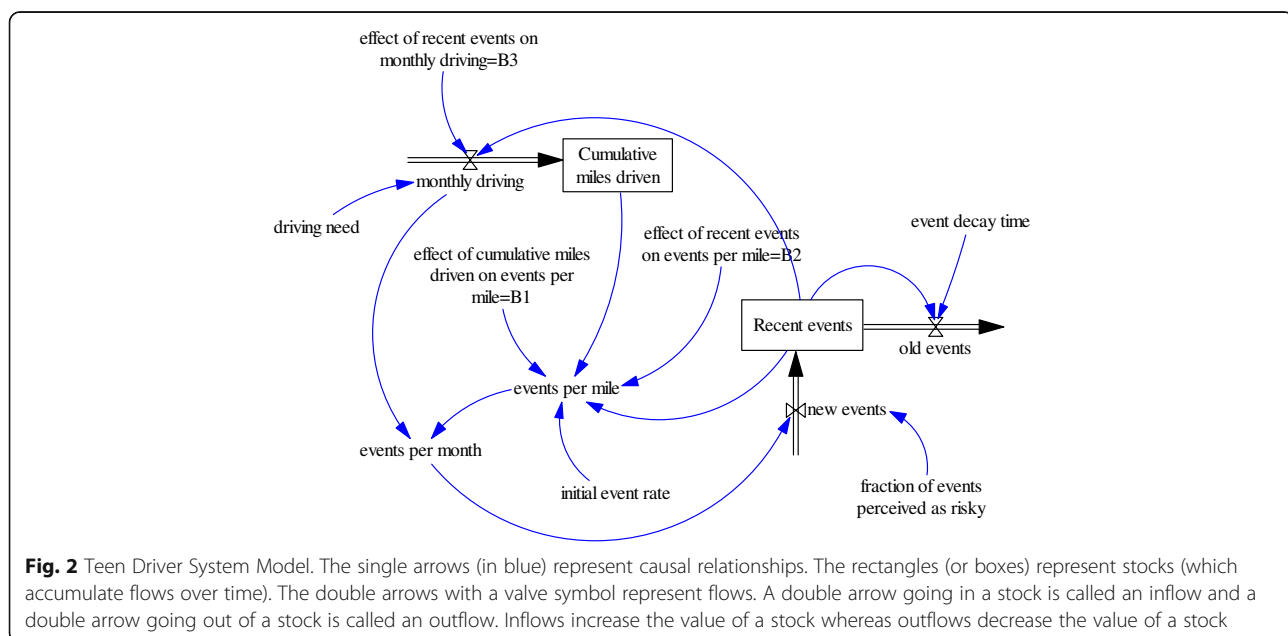 effect of recent events on
monthly driving=B3
Cumulative
miles driven
monthly driving
driving need
effect of cumulative miles
driven on events per
mile=B1
effect of recent events
on events per mile=B2
event decay time
Recent events
old events
events per mile
new events
events per month
initial event rate
fraction of events
perceived as risky
Fig. 2 Teen Driver System Model. The single arrows (in blue) represent causal relationships. The rectangles (or boxes) represent stocks (which
accumulate flows over time). The double arrows with a valve symbol represent flows. A double arrow going in a stock is called an inflow and a
double arrow going out of a stock is called an outflow. Inflows increase the value of a stock whereas outflows decrease the value of a stock